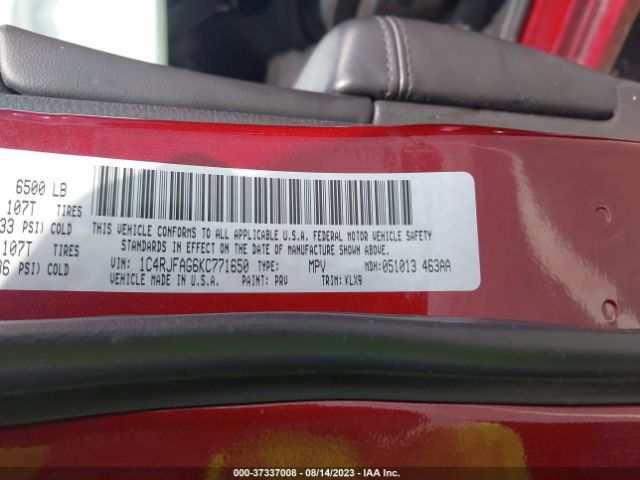 6500 LB
107T TIRES
33 PSI) COLD
107T TIRES
36 PSI) COLD
THIS VEHICLE CONFORMS TO ALL APPLICABLE U.S.A. FEDERAL MOTOR VEHICLE SAFETY
STANDARDS IN EFFECT ON THE DATE OF MANUFACTURE SHOWN ABOVE.
VIN: 1C4RJFAG6KC771650 TYPE: MPV MDH:051013 463AA
VEHICLE MADE IN U.S.A. PAINT: PRV TRIM: KLX9
000-37337008 - 08/14/2023 - IAA Inc.